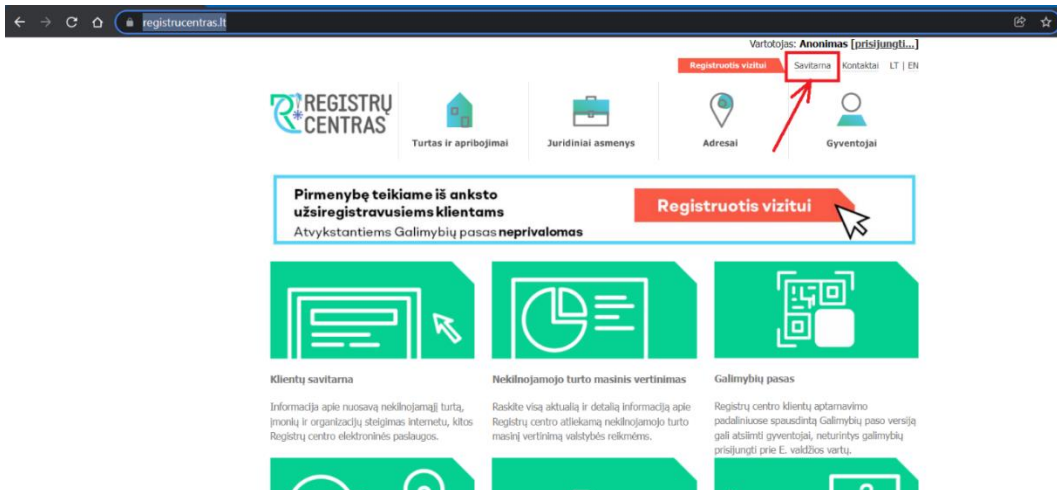 registrucentras.lt
Vartotojas: Anonimas [prisijungti...]
Registruotis vizitui Savitarna Kontaktai LT | EN
REGISTRŲ
CENTRAS
Turtas ir apribojimai Juridiniai asmenys Adresai Gyventojai
Pirmenybę teikiame iš anksto
užsiregistravusiems klientams
Atvykstantiems Galimybių pasas neprivalomas
Registruotis vizitui
Klientų savitarna
Informacija apie nuosavą nekilnojamąjį turtą,
įmonių ir organizacijų steigimas internetu, kitos
Registrų centro elektroninės paslaugos.
Nekilnojamojo turto masinis vertinimas
Raskite visą aktualią ir detalią informaciją apie
Registrų centro atliekamą nekilnojamojo turto
masinį vertinimą valstybės reikmėms.
Galimybių pasas
Registrų centro klientų aptarnavimo
padaliniuose spausdintą Galimybių paso versiją
gali atsiimti gyventojai, neturintys galimybių
prisijungti prie E. valdžios vartų.